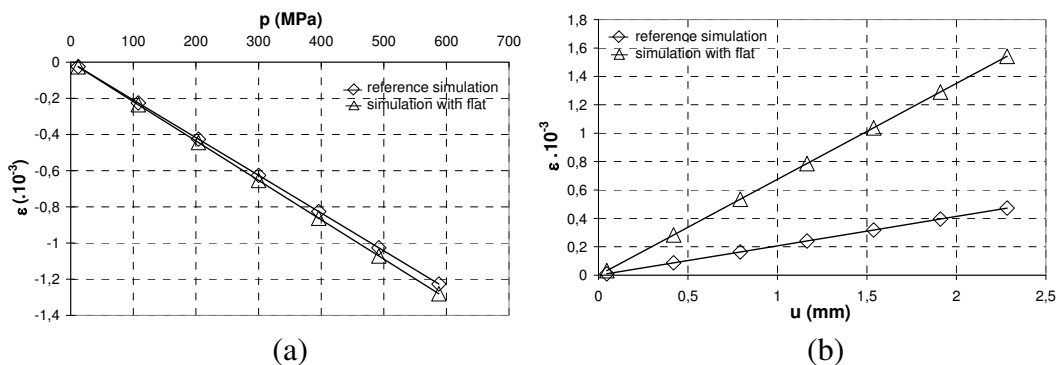 p (MPa)
0 100 200 300 400 500 600 700
0
-0,2
-0,4
-0,6
-0,8
-1
-1,2
-1,4
ε (.10-3)
reference simulation
simulation with flat
(a)
1,8
1,6
1,4
1,2
1
0,8
0,6
0,4
0,2
0
ε .10-3
reference simulation
simulation with flat
0 0,5 1 1,5 2 2,5
u (mm)
(b)